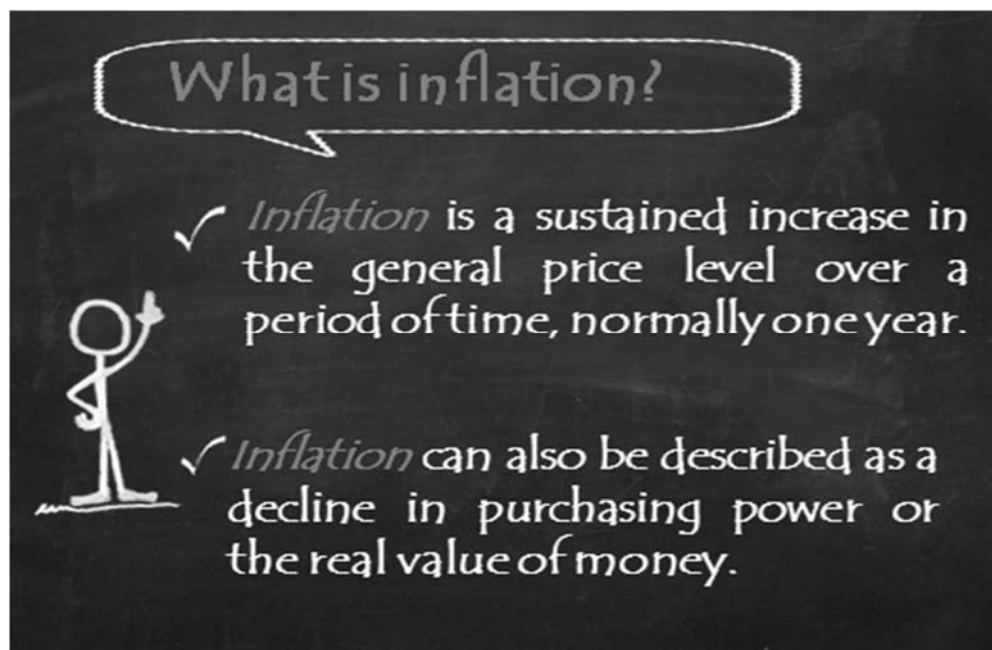 What is inflation?
Inflation is a sustained increase in
the general price level over a
period of time, normally one year.
Inflation can also be described as a
decline in purchasing power or
the real value of money.